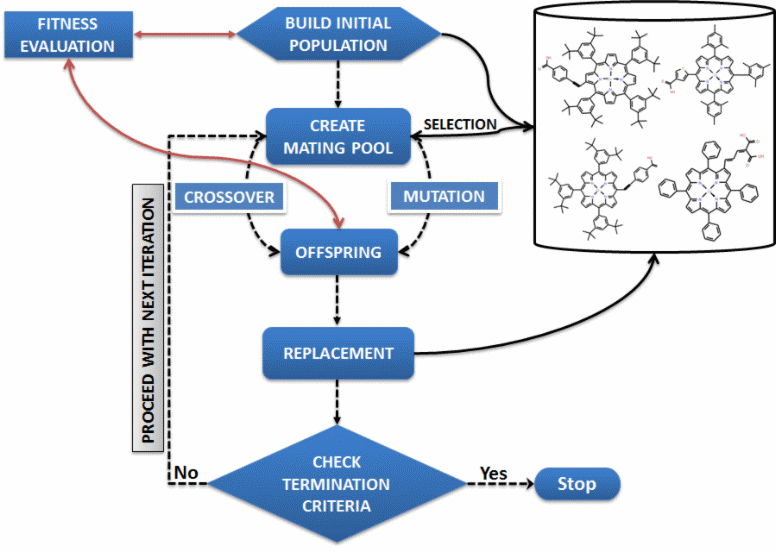 FITNESS
EVALUATION
BUILD INITIAL
POPULATION
CREATE
MATING POOL
SELECTION
CROSSOVER
MUTATION
OFFSPRING
PROCEED WITH NEXT ITERATION
REPLACEMENT
CHECK
TERMINATION
CRITERIA
No
Yes
Stop